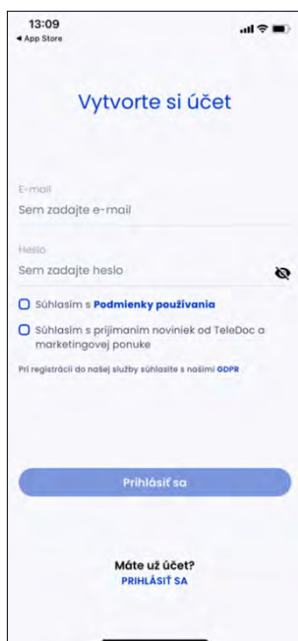 13:09
◀ App Store
Vytvorte si účet
E-mail
Sem zadajte e-mail
Heslo
Sem zadajte heslo
Súhlasím s Podmienky používania
Súhlasím s prijímaním noviniek od TeleDoc a
marketingovej ponuke
Pri registrácii do našej služby súhlasíte s našimi GDPR
Prihlásiť sa
Máte už účet?
PRIHLÁSIŤ SA